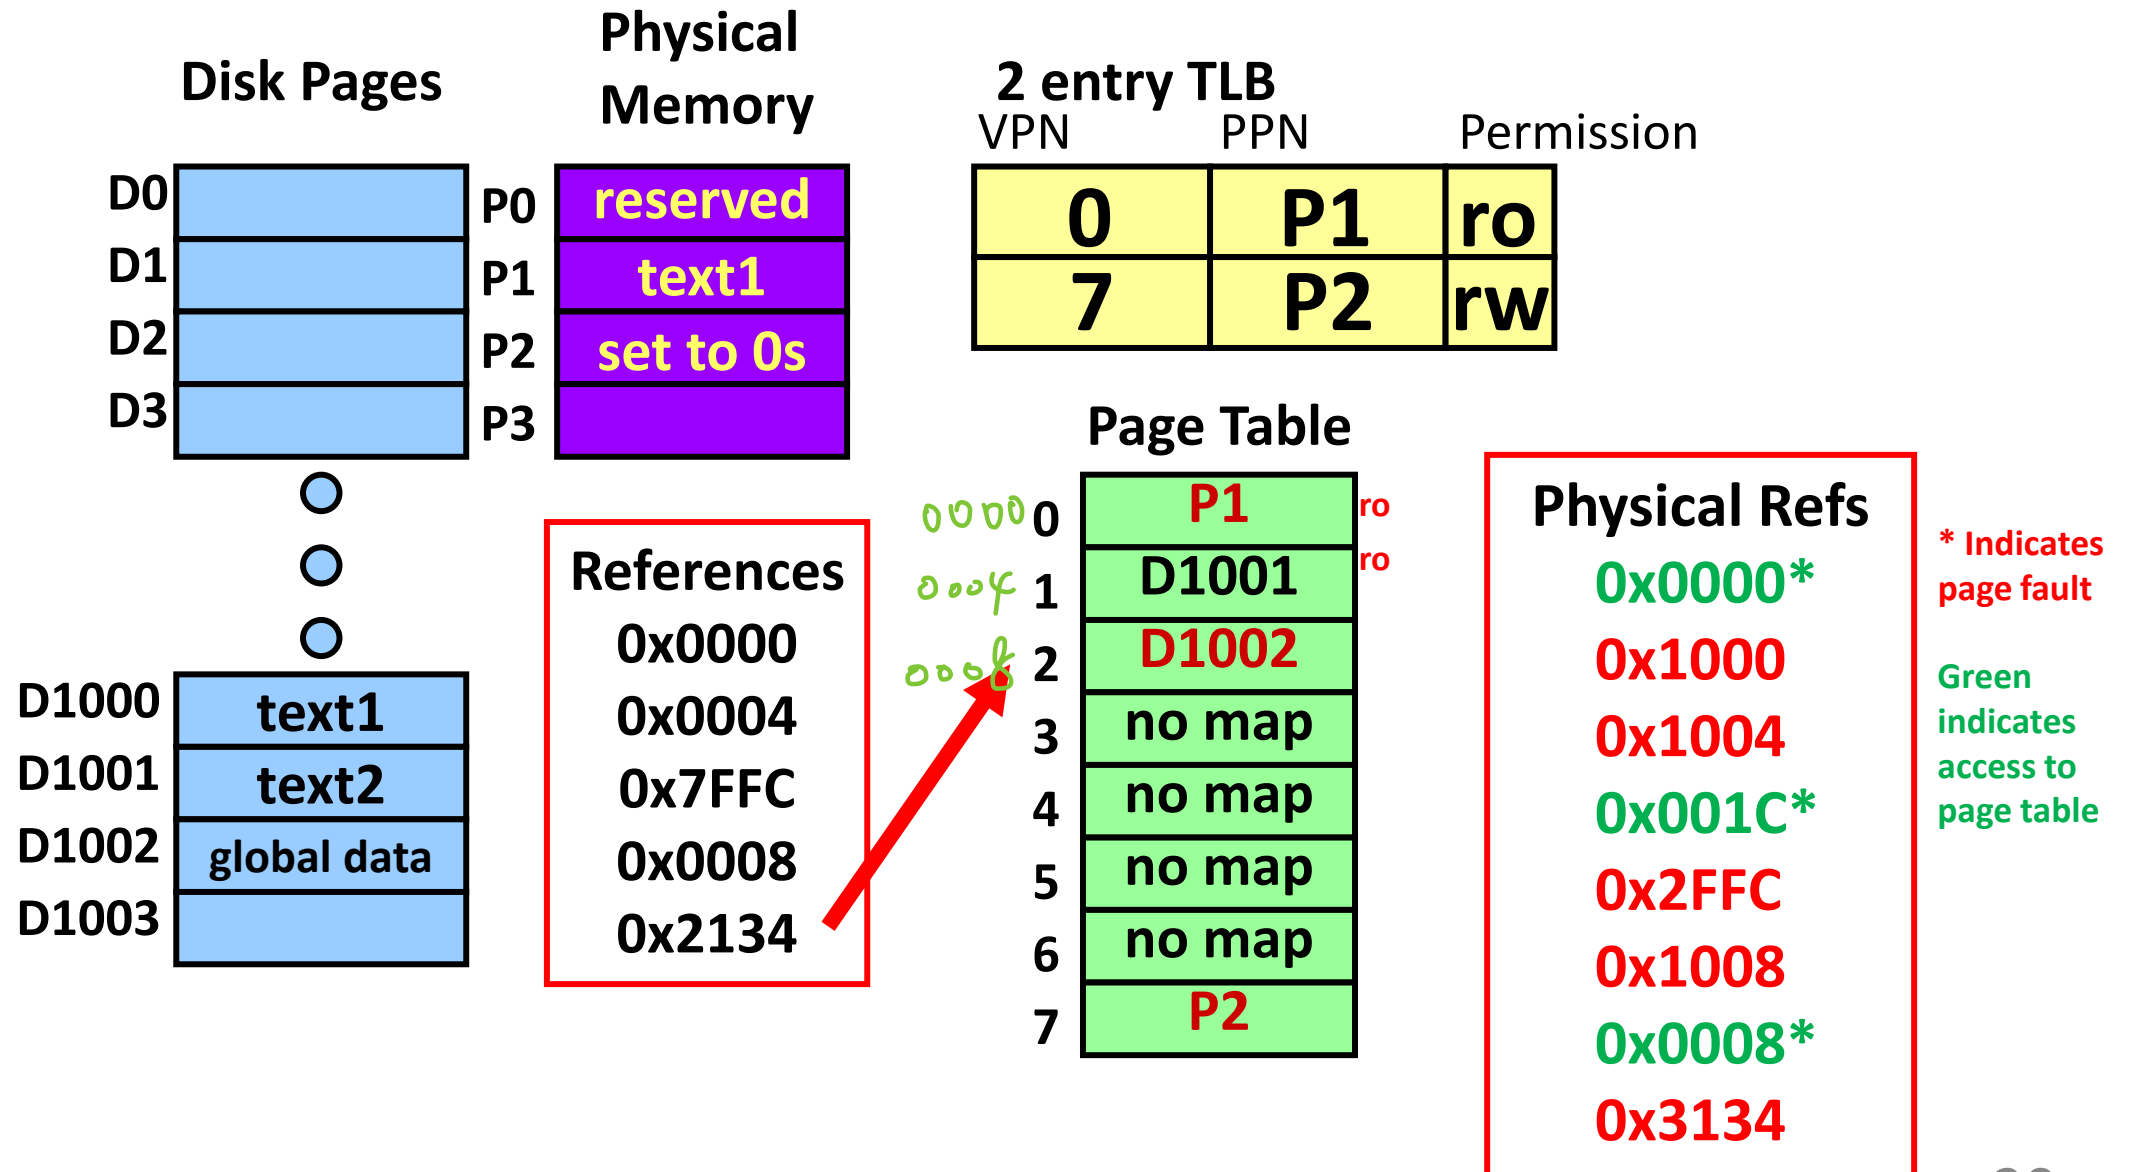 Disk Pages
Physical
Memory
2 entry TLB
VPN PPN Permission
D0
D1
D2
D3
P0 reserved
P1 text1
P2 set to 0s
P3
0 P1 ro
7 P2 rw
D1000 text1
D1001 text2
D1002 global data
D1003
References
0x0000
0x0004
0x7FFC
0x0008
0x2134
Page Table
0000 0 P1 ro
0004 1 D1001 ro
0008 2 D1002
3 no map
4 no map
5 no map
6 no map
7 P2
Physical Refs
0x0000*
0x1000
0x1004
0x001C*
0x2FFC
0x1008
0x0008*
0x3134
* Indicates
page fault
Green
indicates
access to
page table